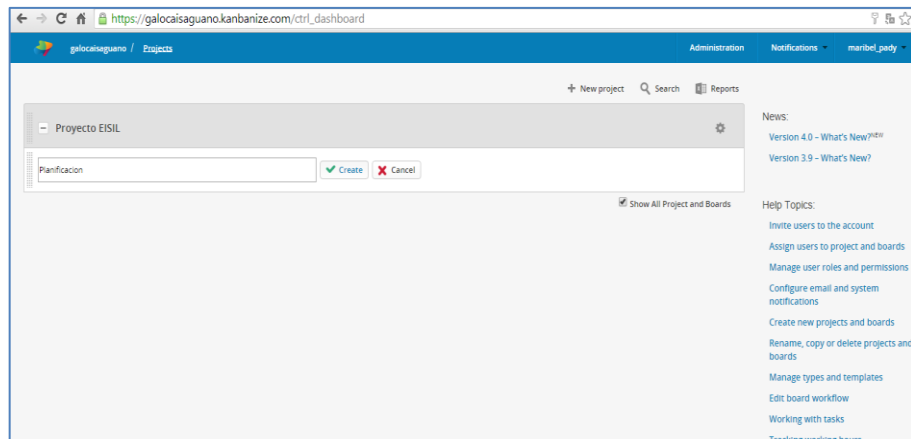 https://galocaisaguano.kanbanize.com/ctrl_dashboard
galocaisaguano / Projects Administration Notifications maribel_pady
New project Search Reports
Proyecto EISIL
Planificacion Create Cancel
Show All Project and Boards
News:
Version 4.0 – What's New? NEW
Version 3.9 – What's New?
Help Topics:
Invite users to the account
Assign users to project and boards
Manage user roles and permissions
Configure email and system
notifications
Create new projects and boards
Rename, copy or delete projects and
boards
Manage types and templates
Edit board workflow
Working with tasks
Tracking working hours